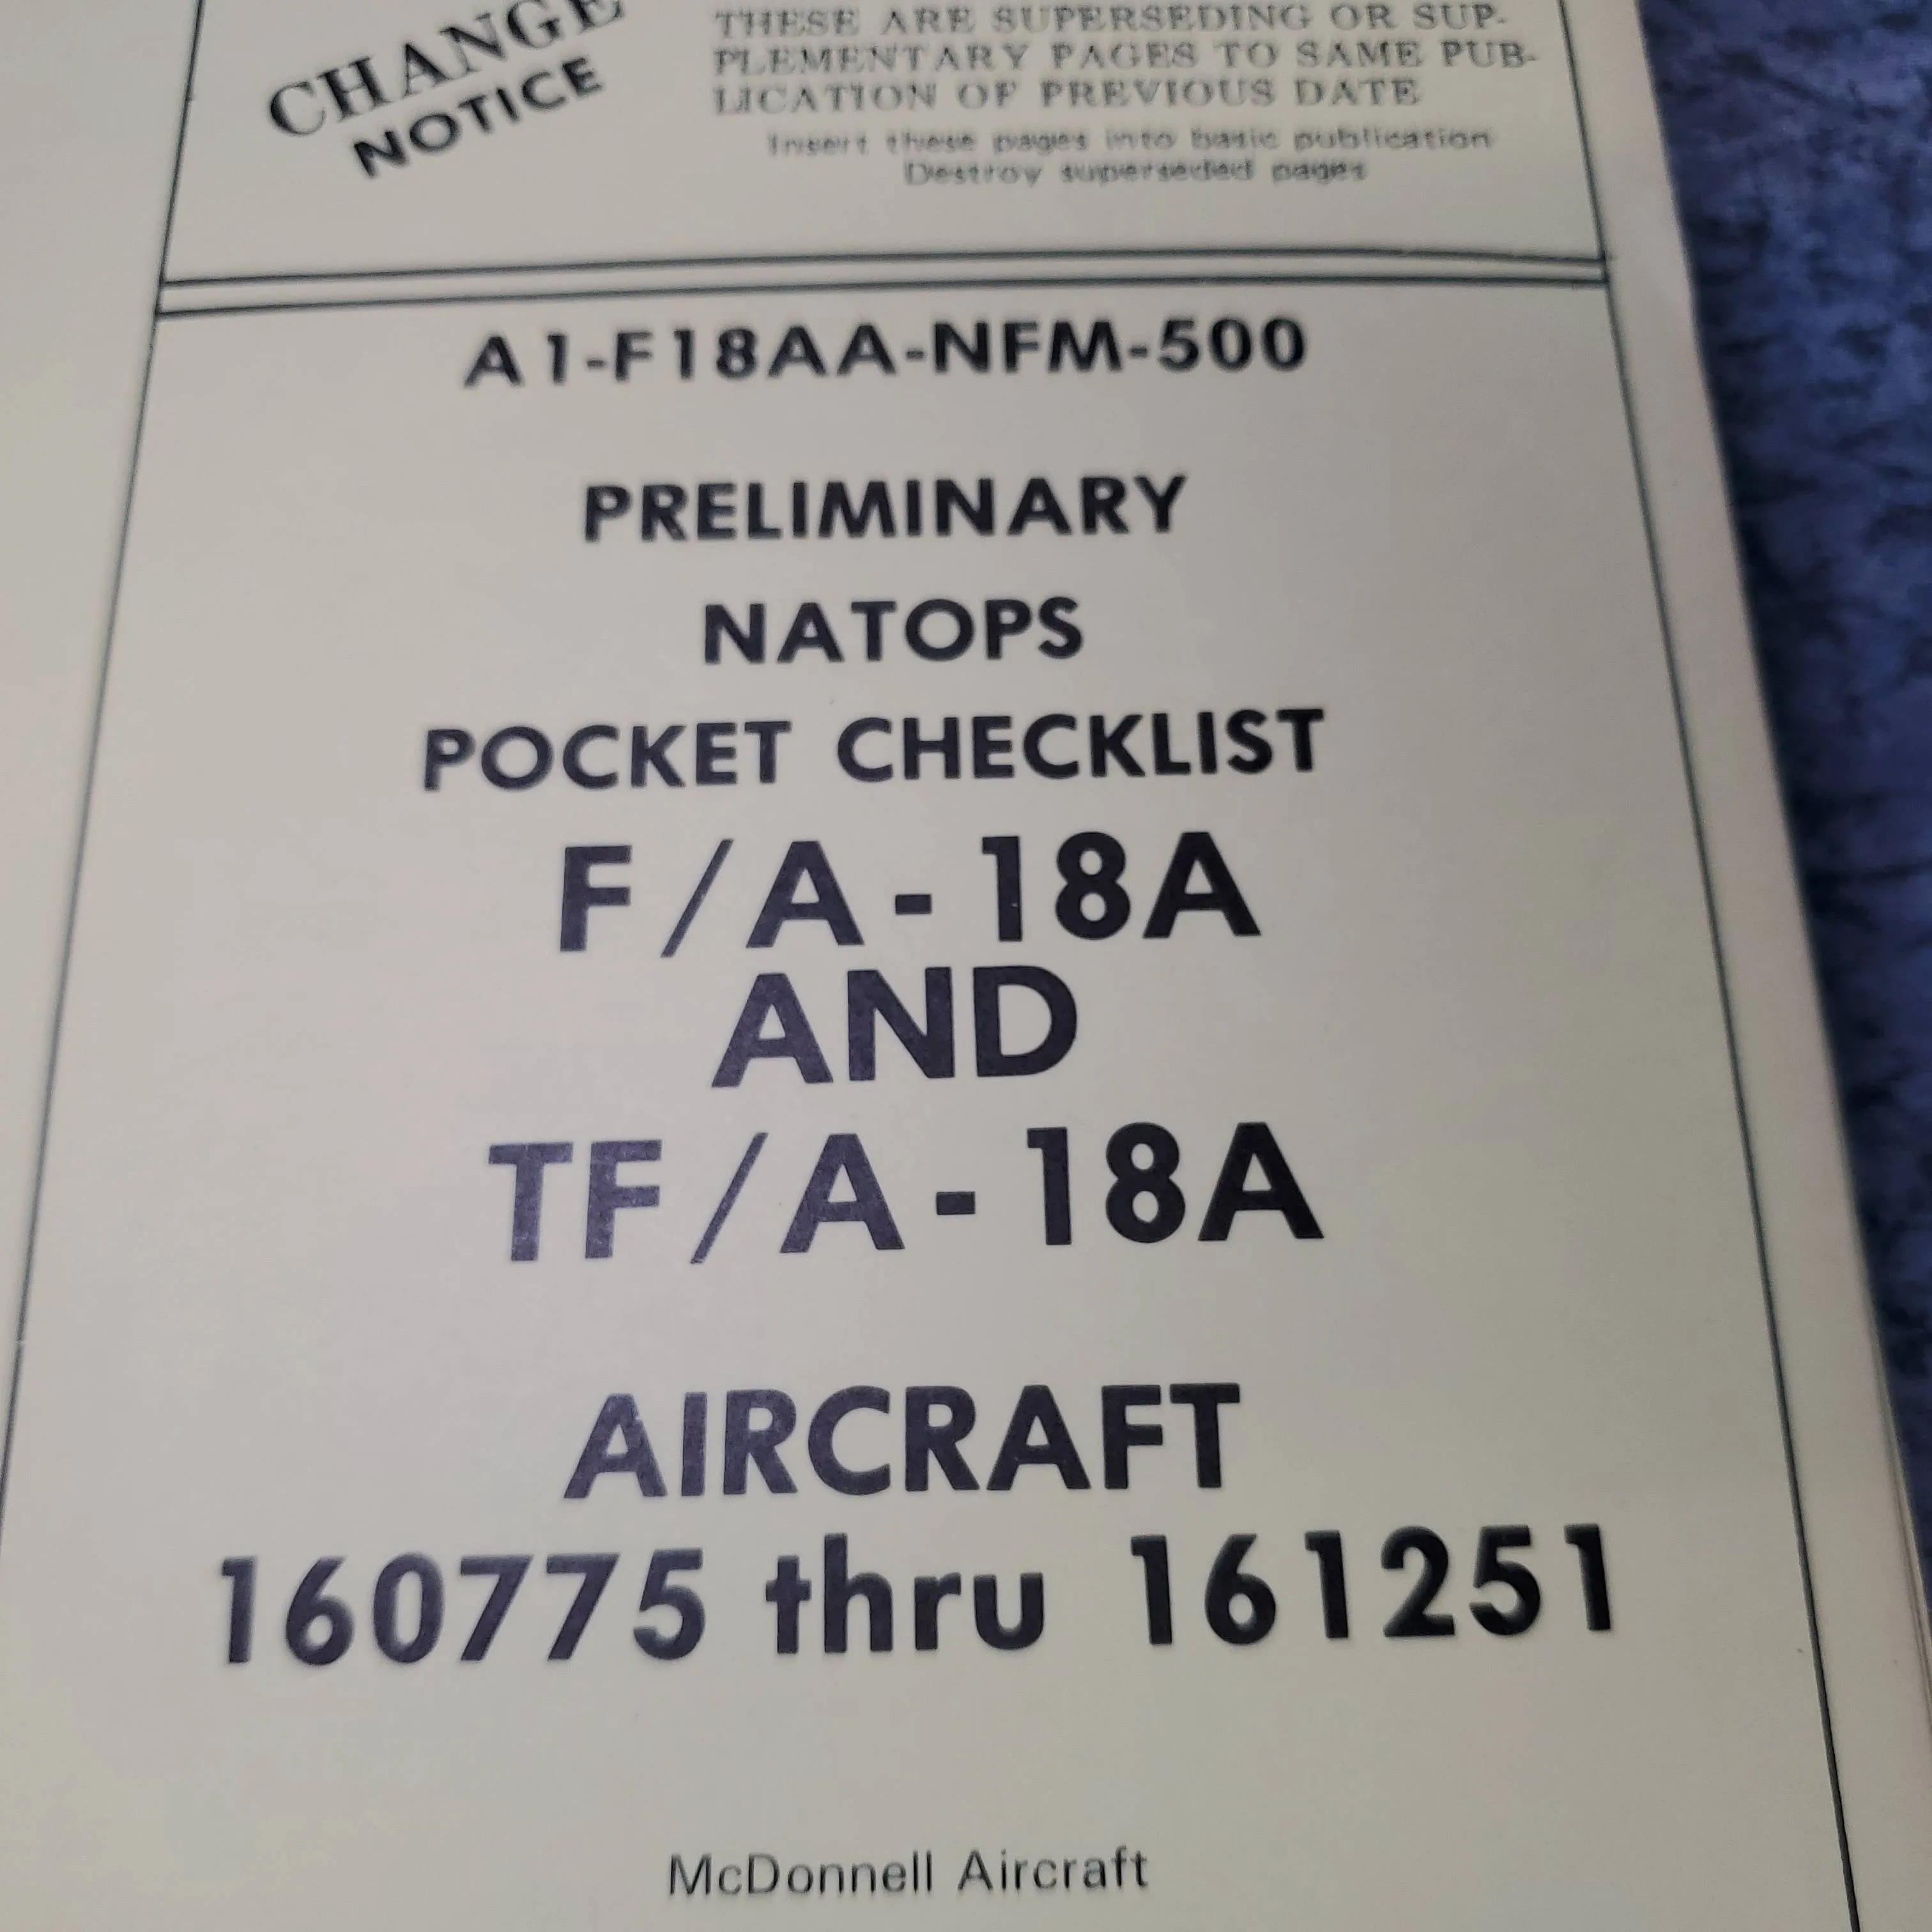 CHANGE
NOTICE
THESE ARE SUPERSEDING OR SUP-
PLEMENTARY PAGES TO SAME PUB-
LICATION OF PREVIOUS DATE
Insert these pages into basic publication
Destroy superseded pages
A1-F18AA-NFM-500
PRELIMINARY
NATOPS
POCKET CHECKLIST
F/A-18A
AND
TF/A-18A
AIRCRAFT
160775 thru 161251
McDonnell Aircraft